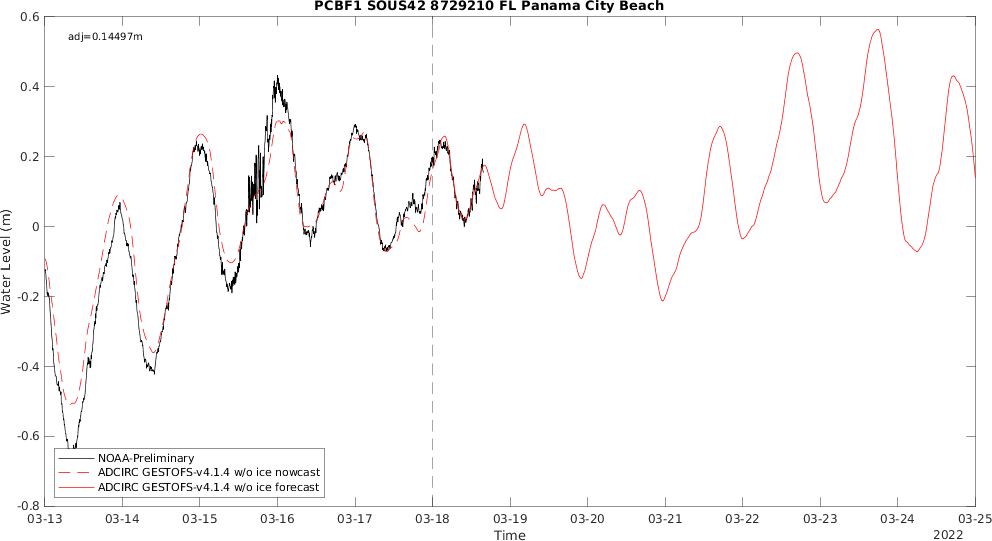 PCBF1 SOUS42 8729210 FL Panama City Beach
adj=0.14497m
0.6
0.4
0.2
0
-0.2
-0.4
-0.6
-0.8
Water Level (m)
NOAA-Preliminary
ADCIRC GESTOFS-v4.1.4 w/o ice nowcast
ADCIRC GESTOFS-v4.1.4 w/o ice forecast
03-13 03-14 03-15 03-16 03-17 03-18 03-19 03-20 03-21 03-22 03-23 03-24 03-25
Time
2022